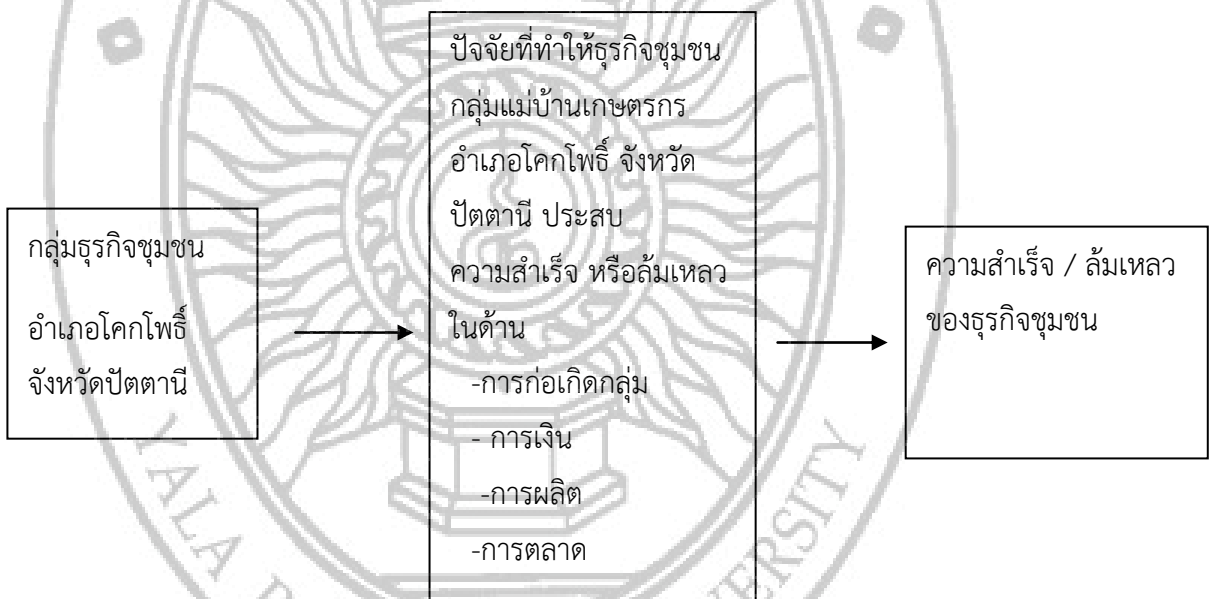 ปัจจัยที่ทำให้ธุรกิจชุมชน
กลุ่มแม่บ้านเกษตรกร
อำเภอโคกโพธิ์ จังหวัด
ปัตตานี ประสบ
ความสำเร็จ หรือล้มเหลว
ในด้าน
-การก่อเกิดกลุ่ม
- การเงิน
-การผลิต
-การตลาด
กลุ่มธุรกิจชุมชน
อำเภอโคกโพธิ์
จังหวัดปัตตานี
ความสำเร็จ / ล้มเหลว
ของธุรกิจชุมชน
YALA